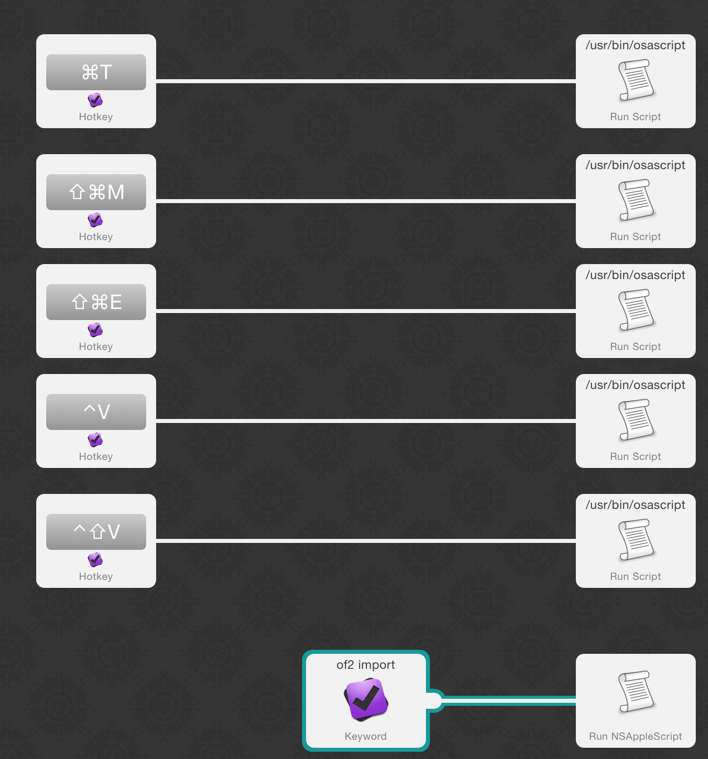 ⌘T
/usr/bin/osascript
Hotkey
Run Script
⇧⌘M
/usr/bin/osascript
Hotkey
Run Script
⇧⌘E
/usr/bin/osascript
Hotkey
Run Script
^V
/usr/bin/osascript
Hotkey
Run Script
^⇧V
/usr/bin/osascript
Hotkey
Run Script
of2 import
Keyword
Run NSAppleScript